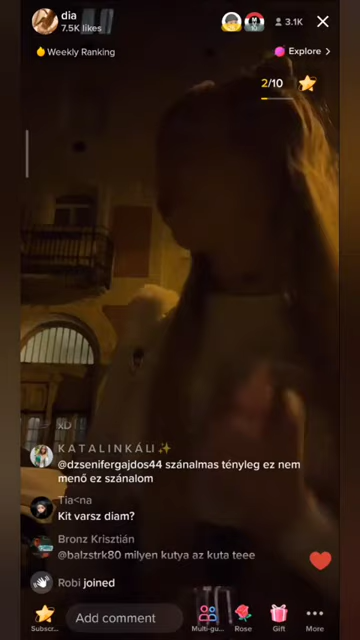 dia
7.5K likes
3.1K
Weekly Ranking
Explore >
2/10
xD
K A T A L I N K Á L I ✨
@dzsenifergajdos44 szánalmas tényleg ez nem
menő ez szánalom
Tia<na
Kit varsz diam?
Bronz Krisztián
@balzstrk80 milyen kutya az kuta teee
Robi joined
Add comment
Subscr...
Multi-gu...
Rose
Gift
More